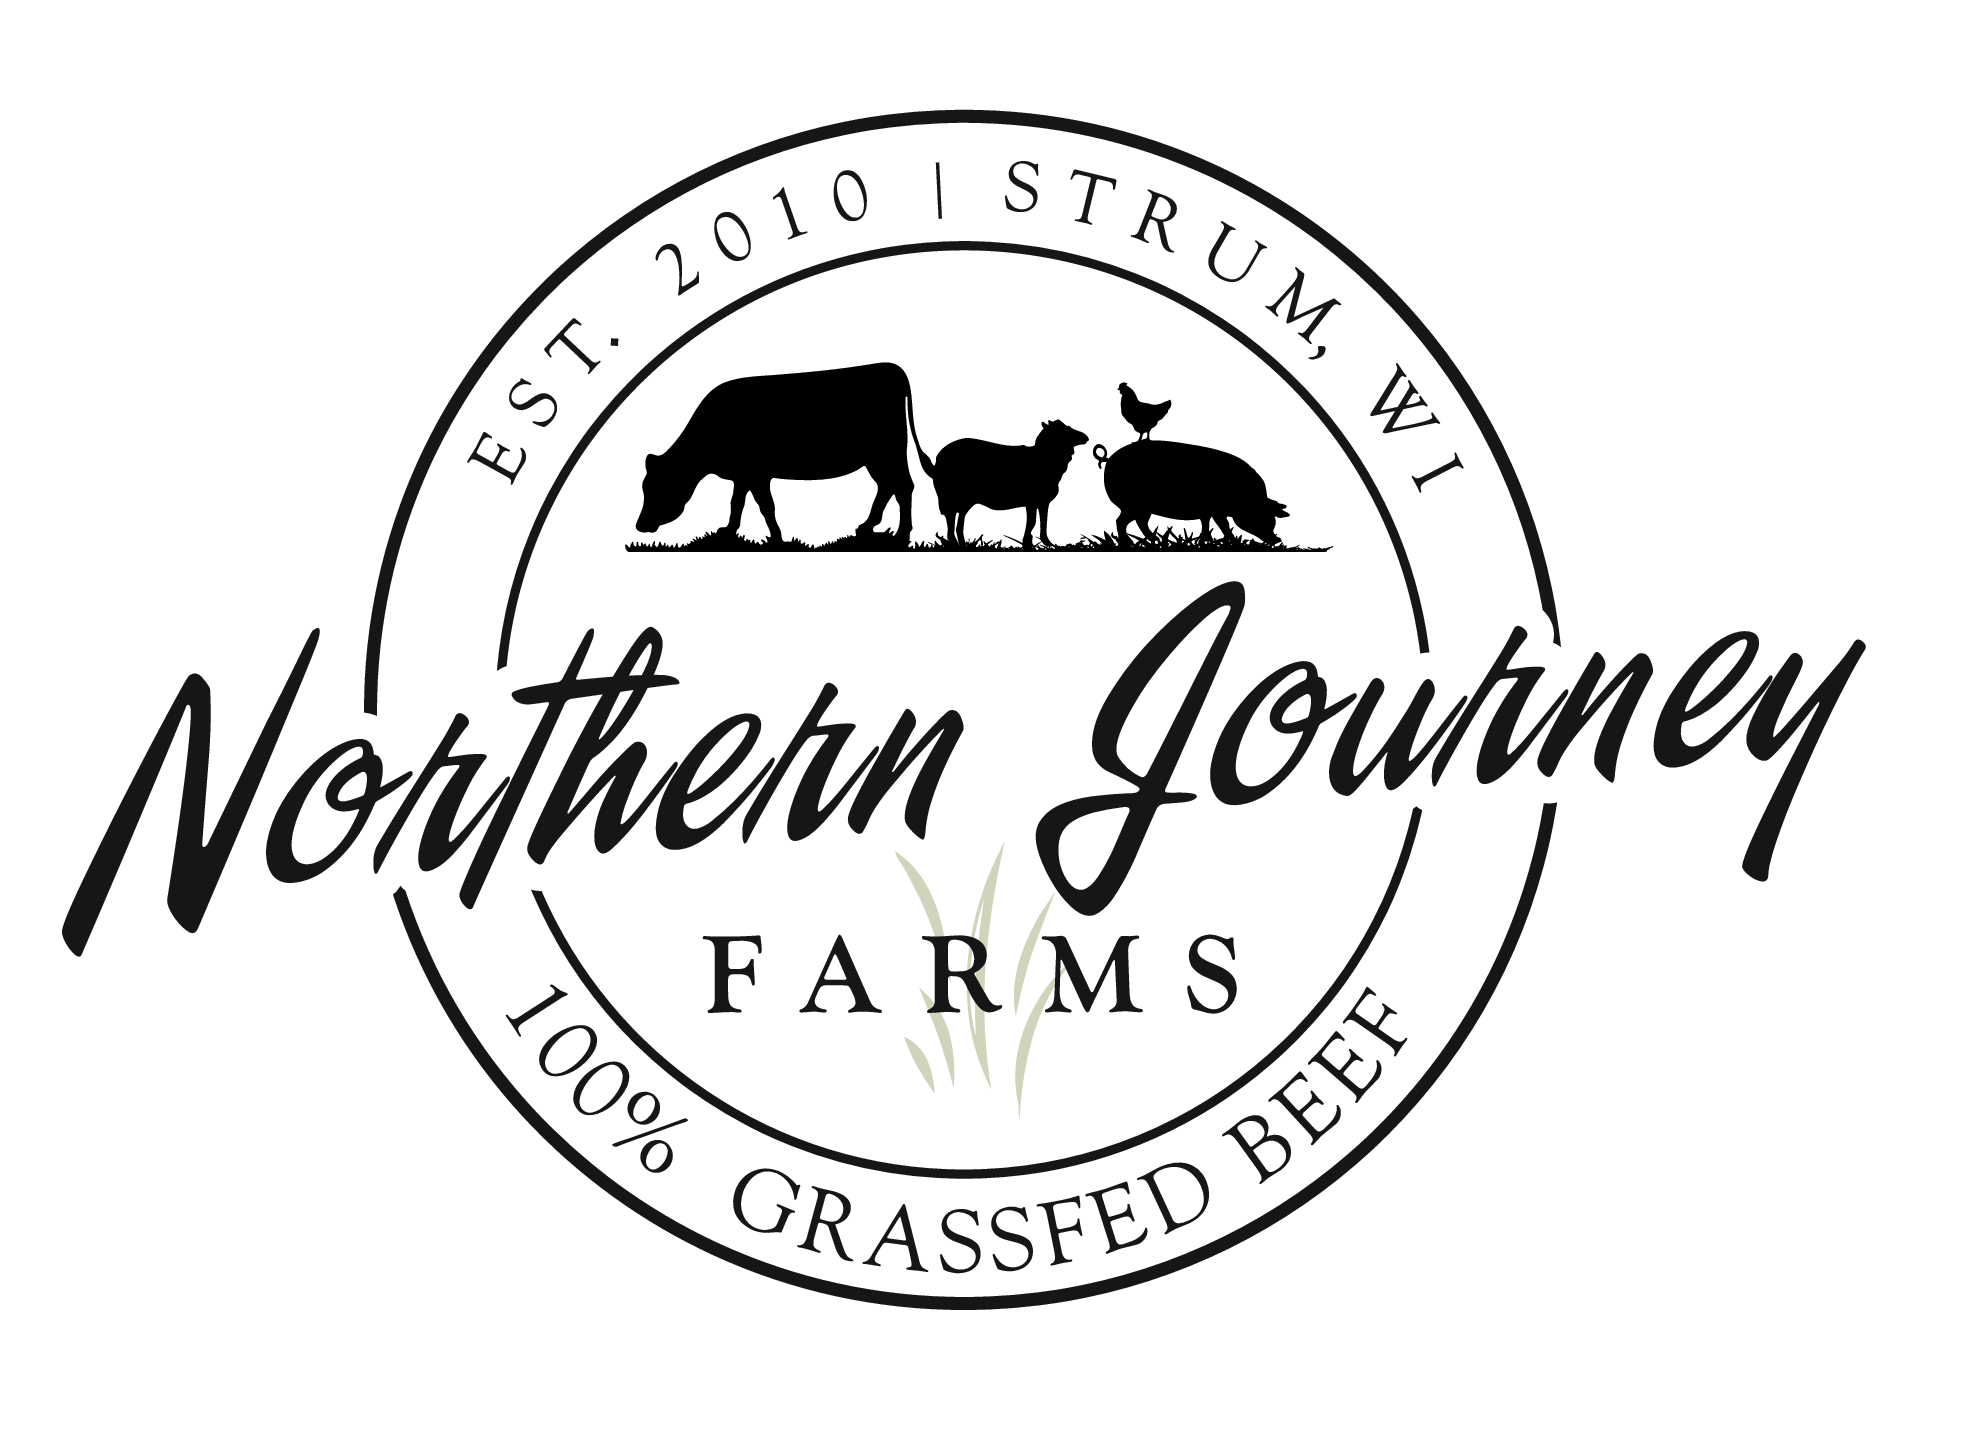 EST. 2010 | STRUM, WI
Northern Journey
FARMS
100% GRASSFED BEEF